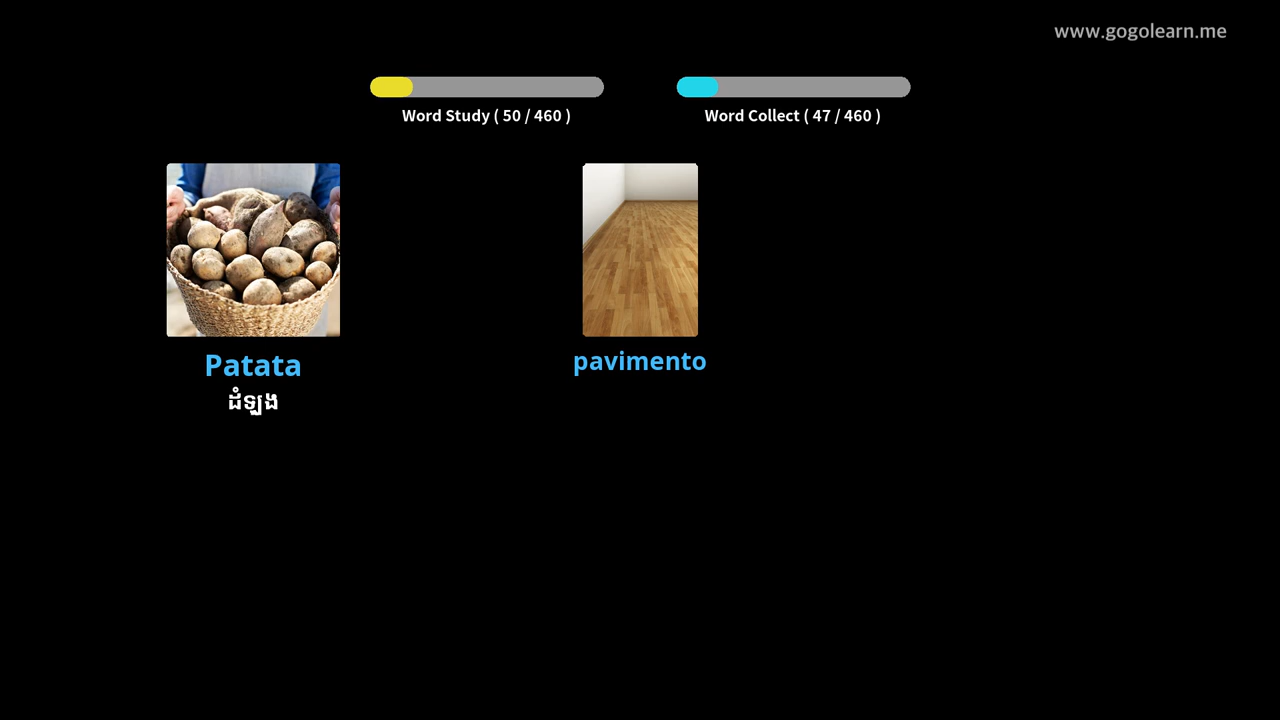 www.gogolearn.me
Word Study ( 50 / 460 )
Word Collect ( 47 / 460 )
Patata
ដំឡូង
pavimento